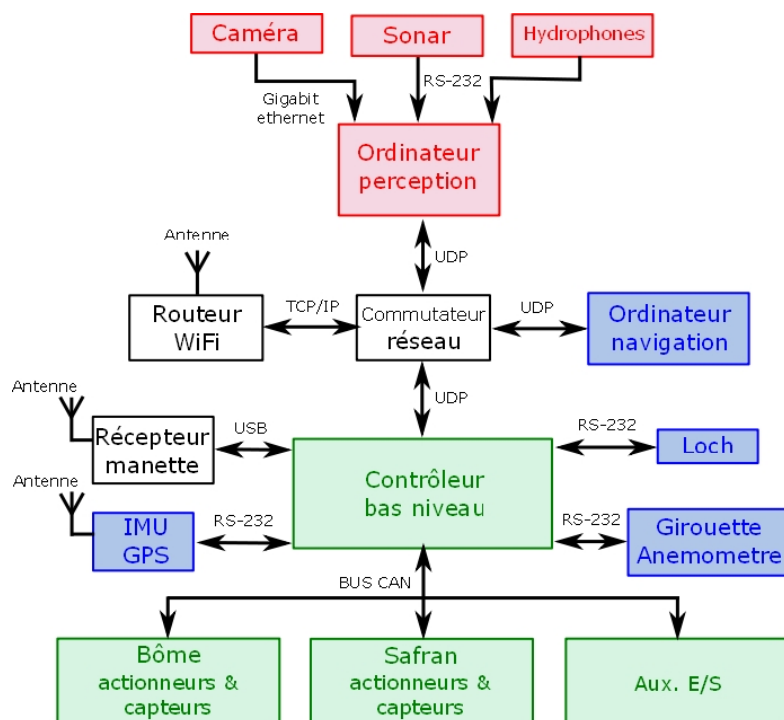 Caméra
Sonar
Hydrophones
Gigabit
ethernet
RS-232
Ordinateur
perception
Antenne
UDP
Routeur
WiFi
TCP/IP
Commutateur
réseau
UDP
Ordinateur
navigation
UDP
Antenne
Récepteur
manette
USB
Contrôleur
bas niveau
RS-232
Loch
Antenne
IMU
GPS
RS-232
RS-232
Girouette
Anemometre
BUS CAN
Bôme
actionneurs &
capteurs
Safran
actionneurs &
capteurs
Aux. E/S